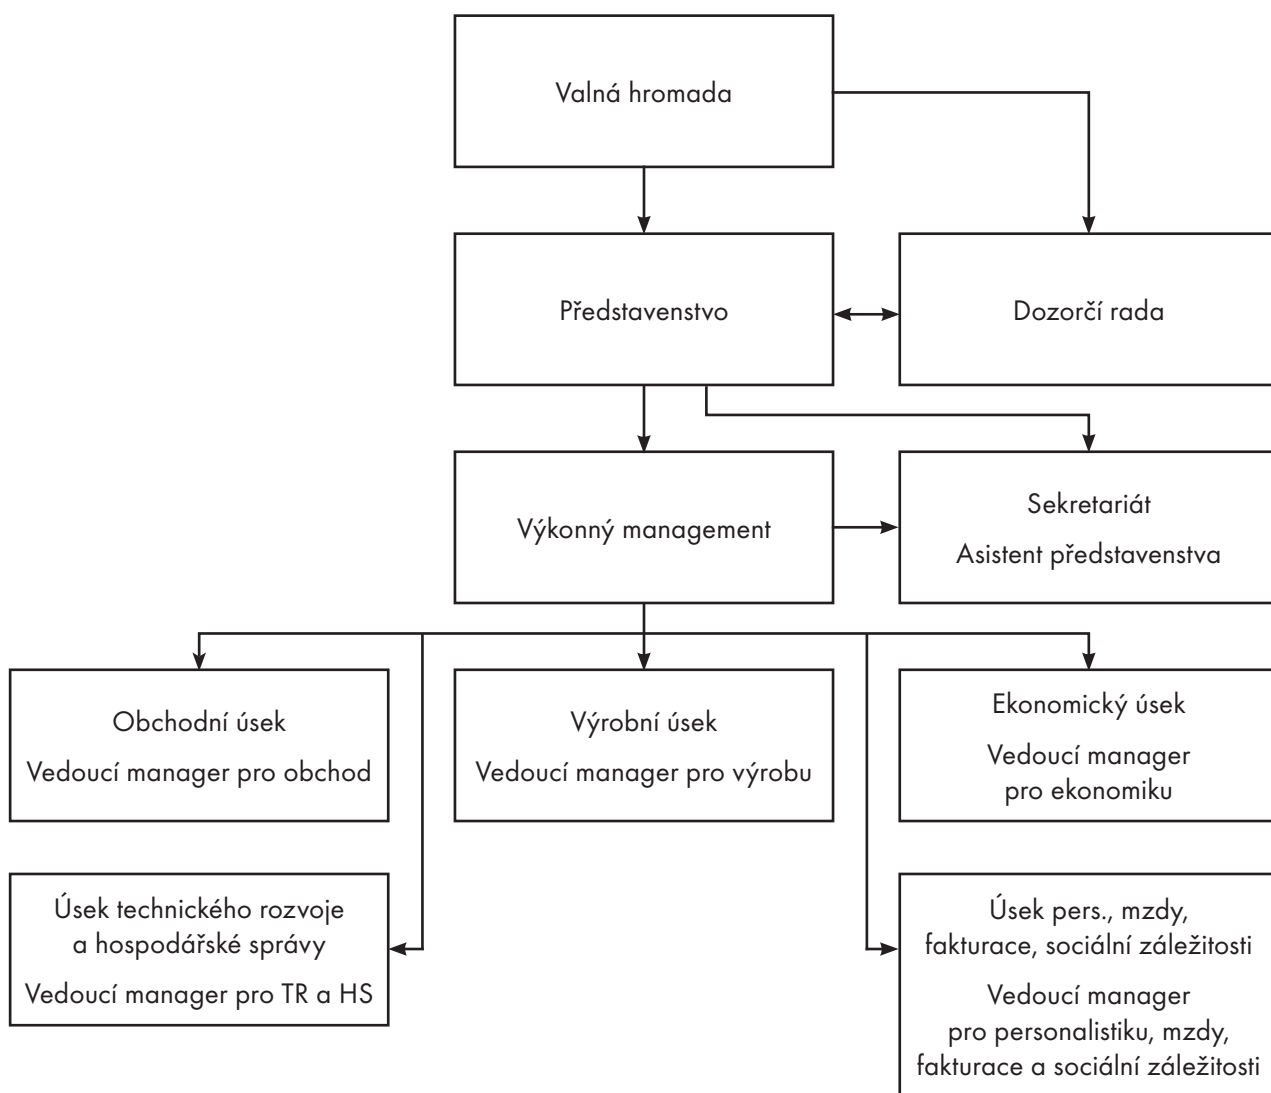 Valná hromada
Představenstvo
Dozorčí rada
Výkonný management
Sekretariát
Asistent představenstva
Obchodní úsek
Vedoucí manager pro obchod
Výrobní úsek
Vedoucí manager pro výrobu
Ekonomický úsek
Vedoucí manager
pro ekonomiku
Úsek technického rozvoje
a hospodářské správy
Vedoucí manager pro TR a HS
Úsek pers., mzdy,
fakturace, sociální záležitosti
Vedoucí manager
pro personalistiku, mzdy,
fakturace a sociální záležitosti